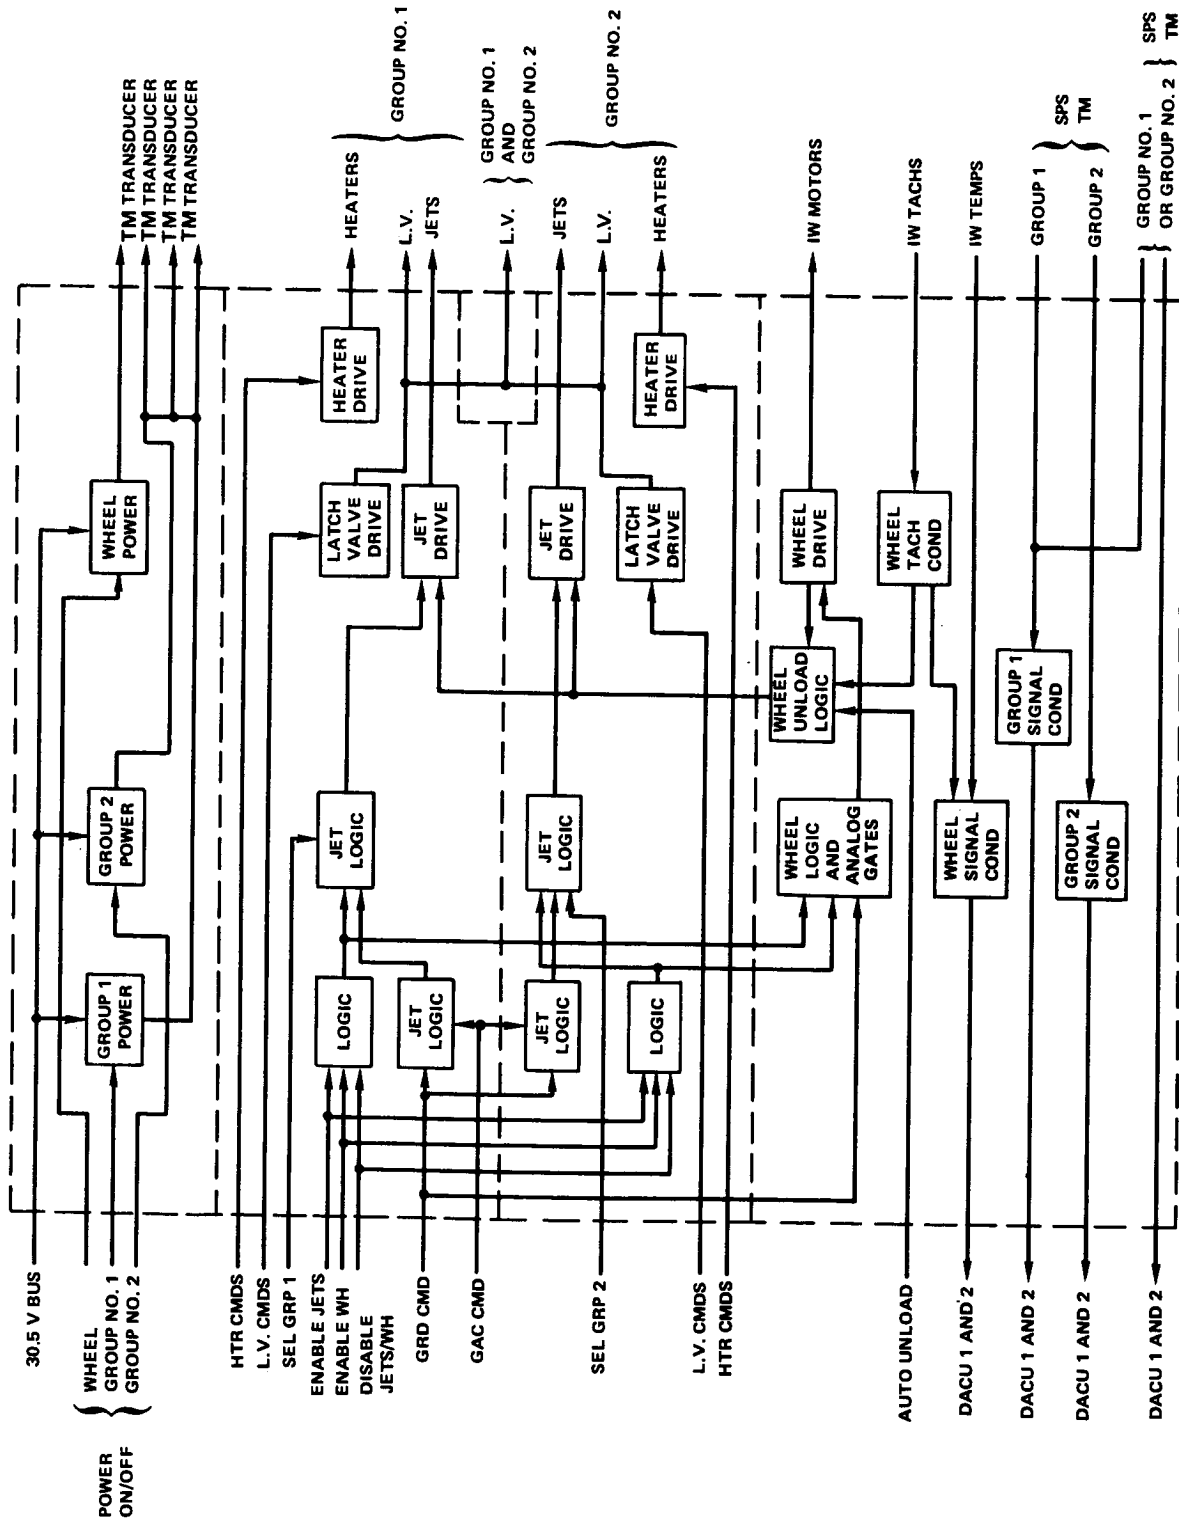 30.5 V BUS
POWER
ON/OFF
WHEEL
GROUP NO. 1
GROUP NO. 2
HTR CMDS
L.V. CMDS
SEL GRP 1
ENABLE JETS
ENABLE WH
DISABLE
JETS/WH
GRD CMD
GAC CMD
SEL GRP 2
L.V. CMDS
HTR CMDS
AUTO UNLOAD
DACU 1 AND 2
DACU 1 AND 2
DACU 1 AND 2
DACU 1 AND 2
GROUP 1
POWER
GROUP 2
POWER
WHEEL
POWER
LOGIC
JET
LOGIC
JET
LOGIC
LOGIC
JET
LOGIC
JET
LOGIC
WHEEL
LOGIC
AND
ANALOG
GATES
WHEEL
SIGNAL
COND
GROUP 2
SIGNAL
COND
WHEEL
UNLOAD
LOGIC
GROUP 1
SIGNAL
COND
LATCH
VALVE
DRIVE
JET
DRIVE
JET
DRIVE
LATCH
VALVE
DRIVE
WHEEL
DRIVE
WHEEL
TACH
COND
HEATER
DRIVE
HEATER
DRIVE
TM TRANSDUCER
TM TRANSDUCER
TM TRANSDUCER
TM TRANSDUCER
HEATERS
L.V.
JETS
GROUP NO. 1
L.V.
GROUP NO. 1
AND
GROUP NO. 2
JETS
L.V.
HEATERS
GROUP NO. 2
IW MOTORS
IW TACHS
IW TEMPS
GROUP 1
GROUP 2
SPS
TM
GROUP NO. 1
OR GROUP NO. 2
SPS
TM